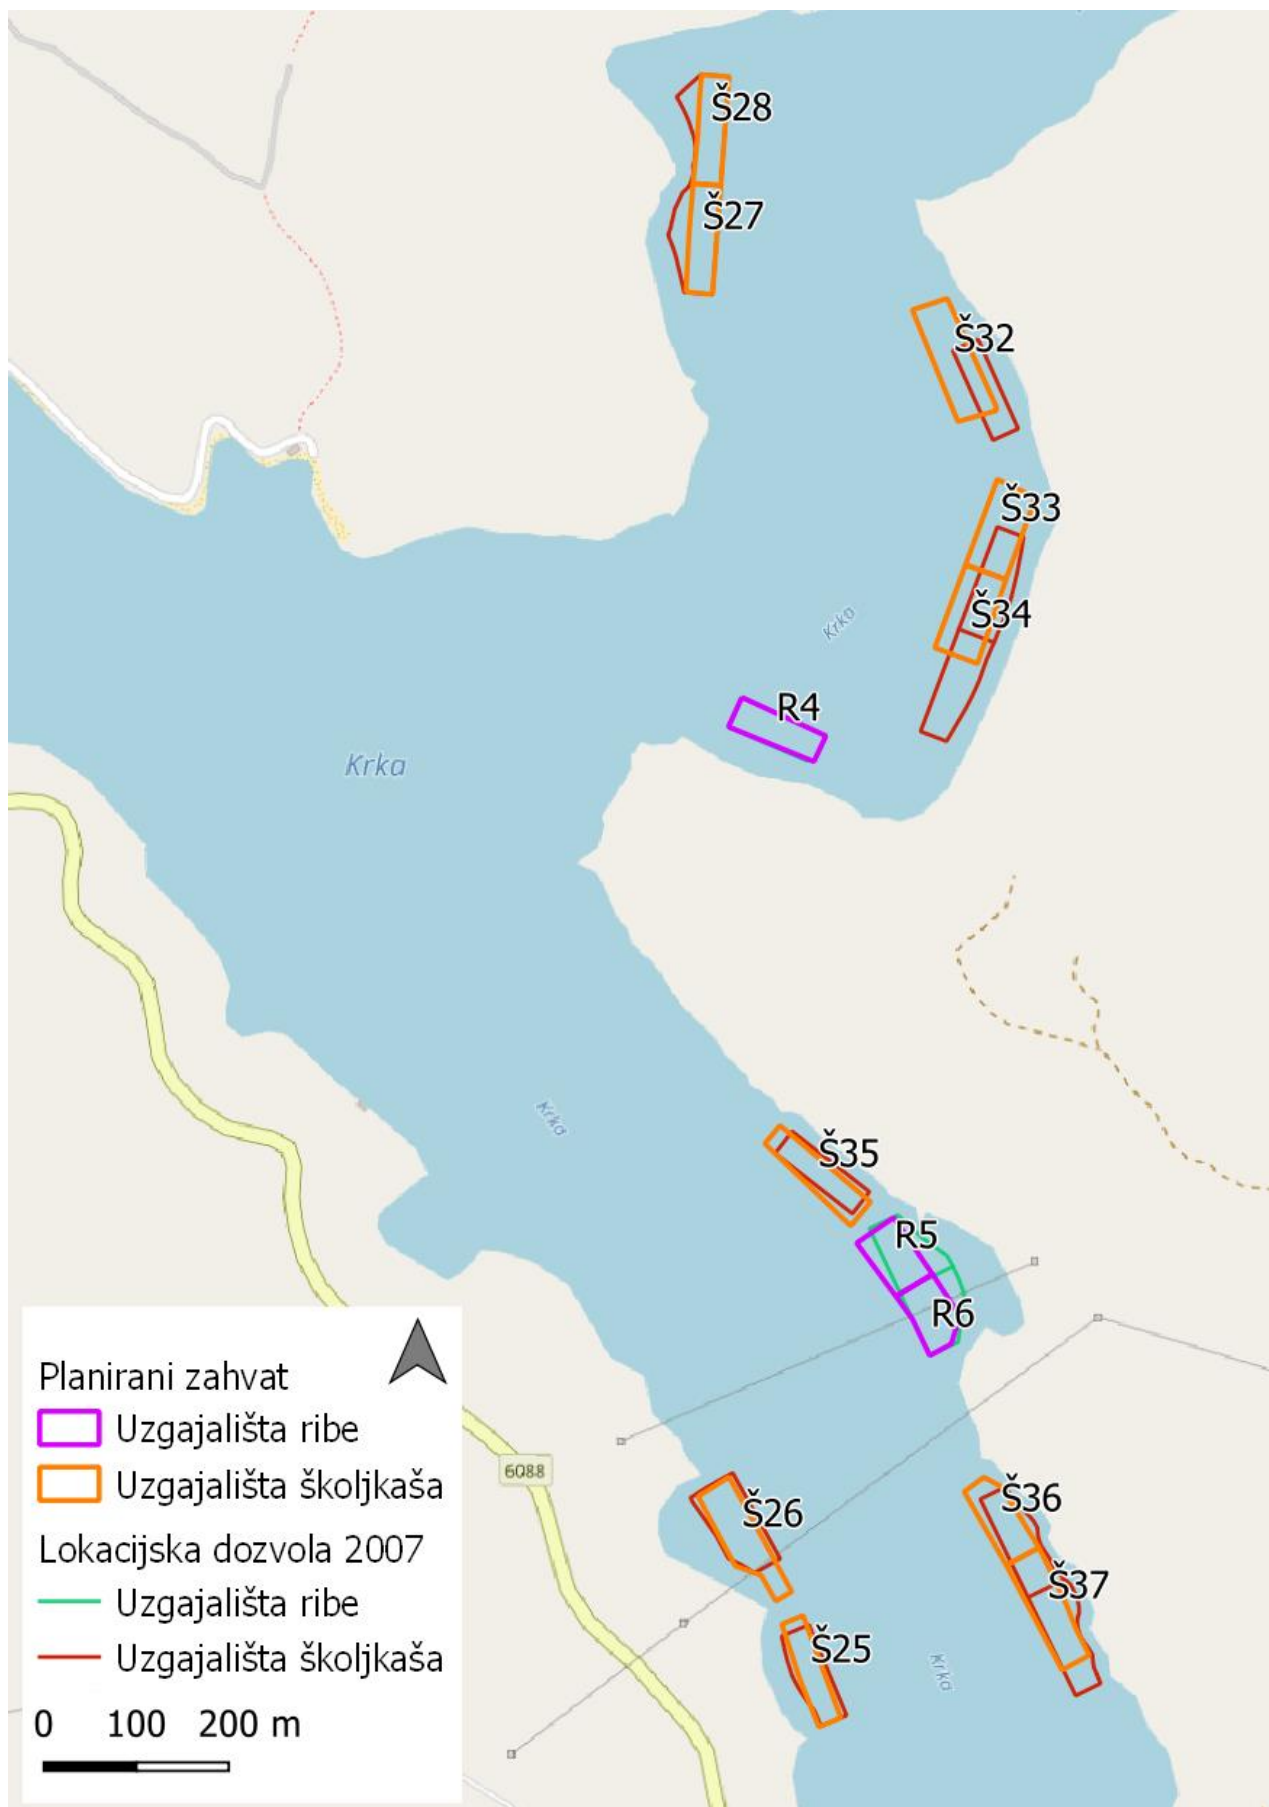 Š28
Š27
Š32
Š33
Š34
Krka
R4
Krka
Krka
Š35
R5
R6
6088
Š26
Š36
Š37
Š25
Krka
Planirani zahvat
Uzgajališta ribe
Uzgajališta školjkaša
Lokacijska dozvola 2007
Uzgajališta ribe
Uzgajališta školjkaša
0 100 200 m